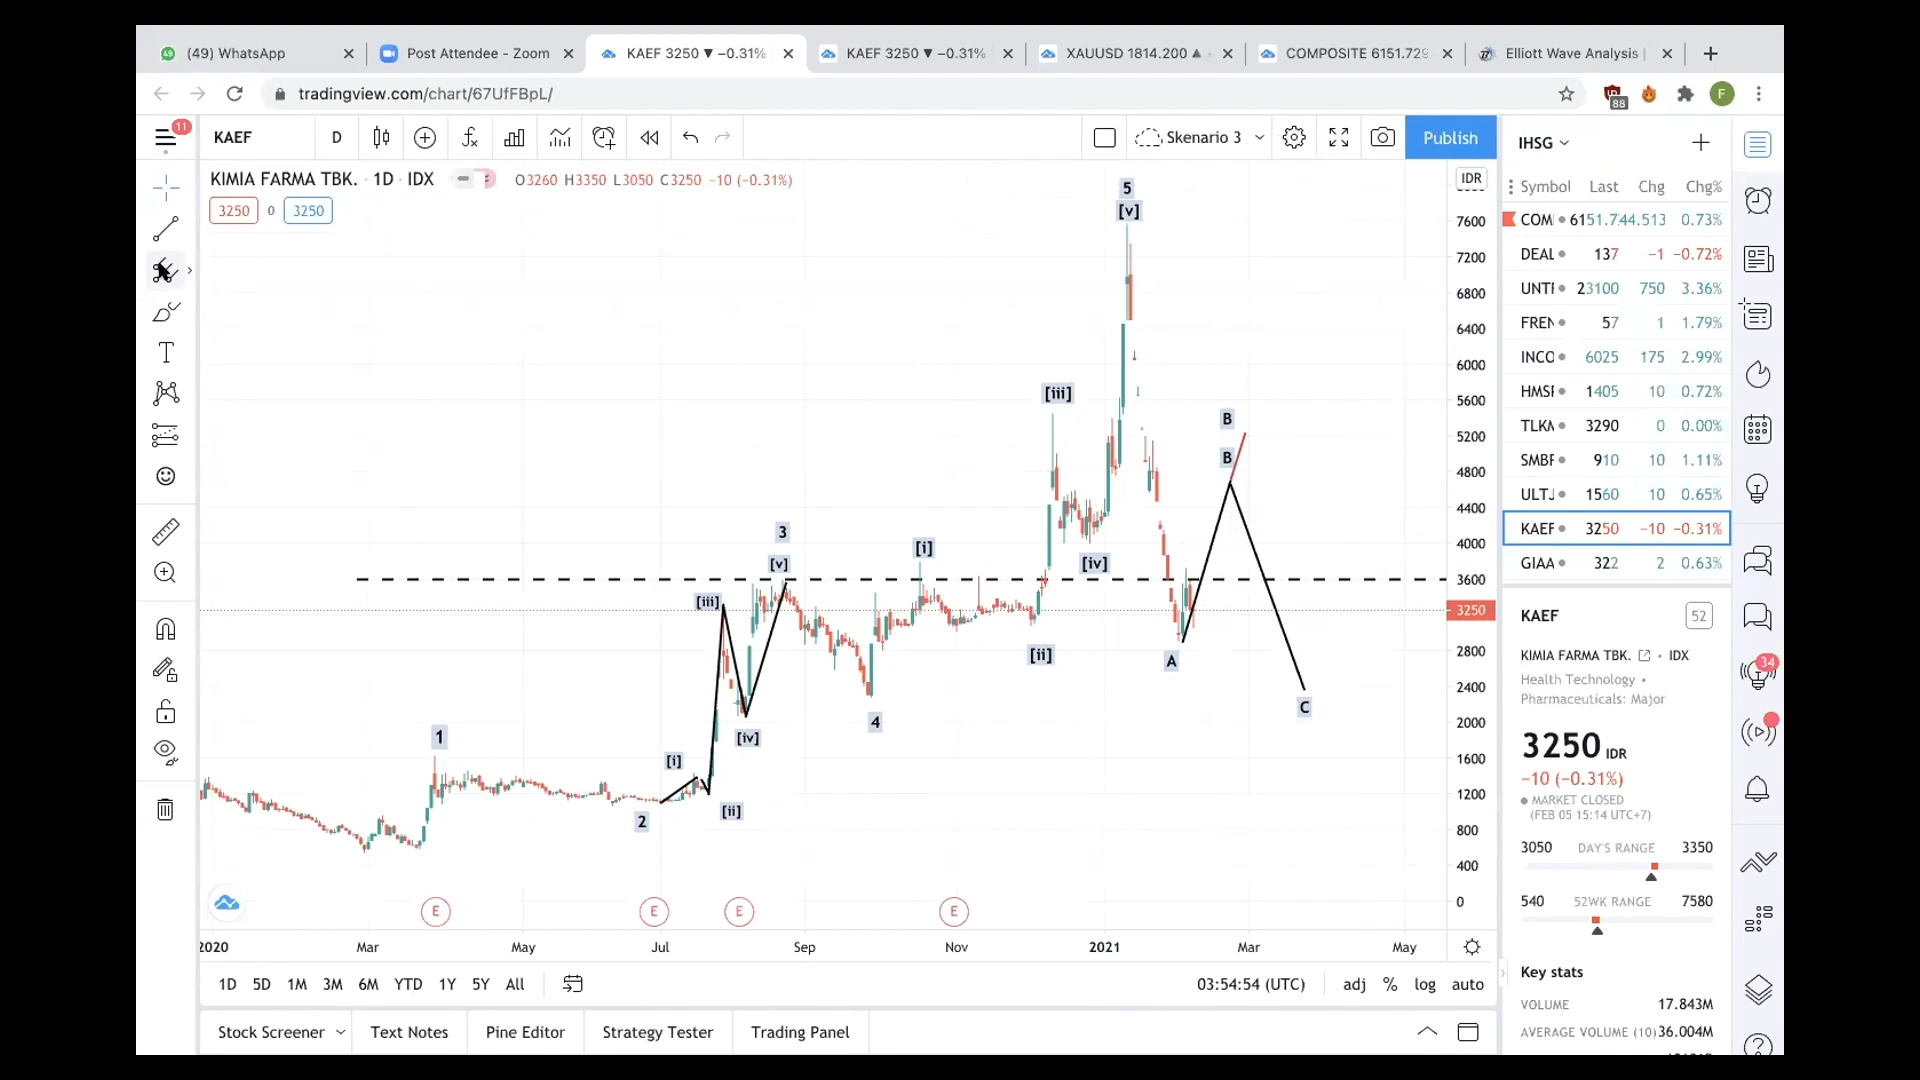 (49) WhatsApp
Post Attendee - Zoom
KAEF 3250 ▼ −0.31%
KAEF 3250 ▼ −0.31%
XAUUSD 1814.200 ▲
COMPOSITE 6151.729
Elliott Wave Analysis |
tradingview.com/chart/67UfFBpL/
88
F
11
KAEF
D
Skenario 3
Publish
KIMIA FARMA TBK. · 1D · IDX
O3260 H3350 L3050 C3250 −10 (−0.31%)
3250 0 3250
IDR
7600
7200
6800
6400
6000
5600
5200
4800
4400
4000
3600
3250
2800
2400
2000
1600
1200
800
400
0
5
[v]
[iii]
B
B
3
[v]
[i]
[iv]
[iii]
[ii]
A
C
4
1
[iv]
[i]
2
[ii]
E
E
E
E
2020
Mar
May
Jul
Sep
Nov
2021
Mar
May
1D 5D 1M 3M 6M YTD 1Y 5Y All
03:54:54 (UTC)
adj % log auto
Stock Screener
Text Notes
Pine Editor
Strategy Tester
Trading Panel
IHSG
Symbol Last Chg Chg%
COM 6151.7 44.513 0.73%
DEAL 137 −1 −0.72%
UNTR 23100 750 3.36%
FREN 57 1 1.79%
INCO 6025 175 2.99%
HMSP 1405 10 0.72%
TLKM 3290 0 0.00%
SMBR 910 10 1.11%
ULTJ 1560 10 0.65%
KAEF 3250 −10 −0.31%
GIAA 322 2 0.63%
KAEF
52
KIMIA FARMA TBK. • IDX
Health Technology •
Pharmaceuticals: Major
3250 IDR
−10 (−0.31%)
MARKET CLOSED
(FEB 05 15:14 UTC+7)
3050 DAY'S RANGE 3350
540 52WK RANGE 7580
Key stats
VOLUME 17.843M
AVERAGE VOLUME (10) 36.004M
34